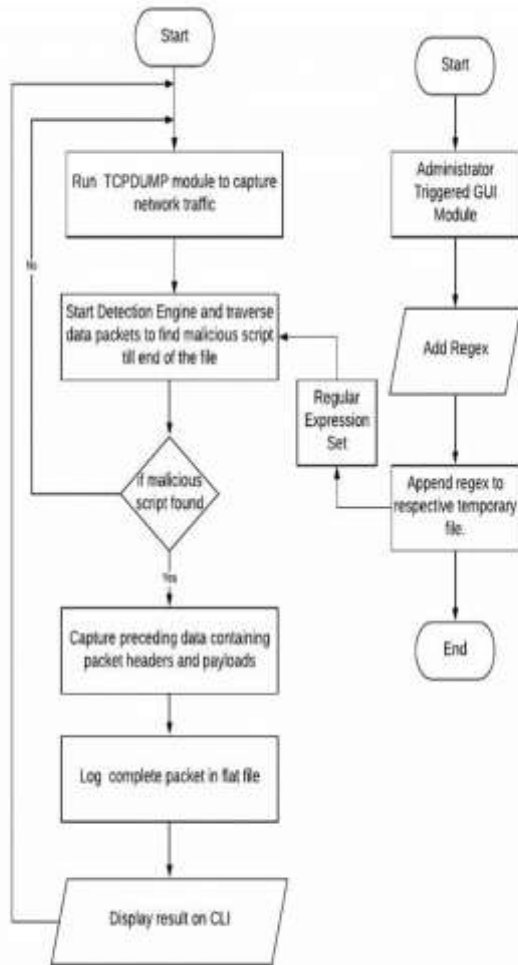 Start
Run TCPDUMP module to capture
network traffic
No
Start Detection Engine and traverse
data packets to find malicious script
till end of the file
if malicious
script found
Yes
Capture preceding data containing
packet headers and payloads
Log complete packet in flat file
Display result on CLI
Start
Administrator
Triggered GUI
Module
Add Regex
Regular
Expression
Set
Append regex to
respective temporary
file.
End